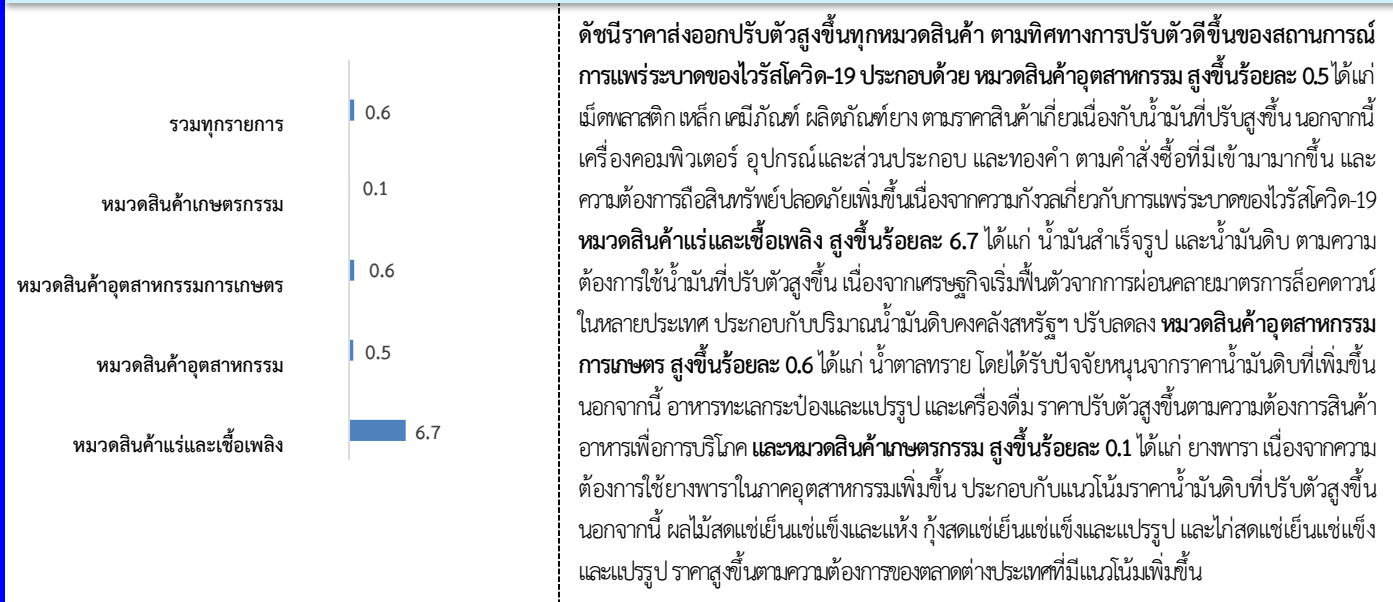 รวมทุกรายการ 0.6
หมวดสินค้าเกษตรกรรม 0.1
หมวดสินค้าอุตสาหกรรมการเกษตร 0.6
หมวดสินค้าอุตสาหกรรม 0.5
หมวดสินค้าแร่และเชื้อเพลิง 6.7
ดัชนีราคาส่งออกปรับตัวสูงขึ้นทุกหมวดสินค้า ตามทิศทางการปรับตัวดีขึ้นของสถานการณ์
การแพร่ระบาดของไวรัสโควิด-19 ประกอบด้วย หมวดสินค้าอุตสาหกรรม สูงขึ้นร้อยละ 0.5 ได้แก่
เม็ดพลาสติก เหล็ก เคมีภัณฑ์ ผลิตภัณฑ์ยาง ตามราคาสินค้าเกี่ยวเนื่องกับน้ำมันที่ปรับสูงขึ้น นอกจากนี้
เครื่องคอมพิวเตอร์ อุปกรณ์และส่วนประกอบ และทองคำ ตามคำสั่งซื้อที่มีเข้ามามากขึ้น และ
ความต้องการถือสินทรัพย์ปลอดภัยเพิ่มขึ้นเนื่องจากความกังวลเกี่ยวกับการแพร่ระบาดของไวรัสโควิด-19
หมวดสินค้าแร่และเชื้อเพลิง สูงขึ้นร้อยละ 6.7 ได้แก่ น้ำมันสำเร็จรูป และน้ำมันดิบ ตามความ
ต้องการใช้น้ำมันที่ปรับตัวสูงขึ้น เนื่องจากเศรษฐกิจเริ่มฟื้นตัวจากการผ่อนคลายมาตรการล็อคดาวน์
ในหลายประเทศ ประกอบกับปริมาณน้ำมันดิบคงคลังสหรัฐฯ ปรับลดลง หมวดสินค้าอุตสาหกรรม
การเกษตร สูงขึ้นร้อยละ 0.6 ได้แก่ น้ำตาลทราย โดยได้รับปัจจัยหนุนจากราคาน้ำมันดิบที่เพิ่มขึ้น
นอกจากนี้ อาหารทะเลกระป๋องและแปรรูป และเครื่องดื่ม ราคาปรับตัวสูงขึ้นตามความต้องการสินค้า
อาหารเพื่อการบริโภค และหมวดสินค้าเกษตรกรรม สูงขึ้นร้อยละ 0.1 ได้แก่ ยางพารา เนื่องจากความ
ต้องการใช้ยางพาราในภาคอุตสาหกรรมเพิ่มขึ้น ประกอบกับแนวโน้มราคาน้ำมันดิบที่ปรับตัวสูงขึ้น
นอกจากนี้ ผลไม้สดแช่เย็นแช่แข็งและแห้ง กุ้งสดแช่เย็นแช่แข็งและแปรรูป และไก่สดแช่เย็นแช่แข็ง
และแปรรูป ราคาสูงขึ้นตามความต้องการของตลาดต่างประเทศที่มีแนวโน้มเพิ่มขึ้น